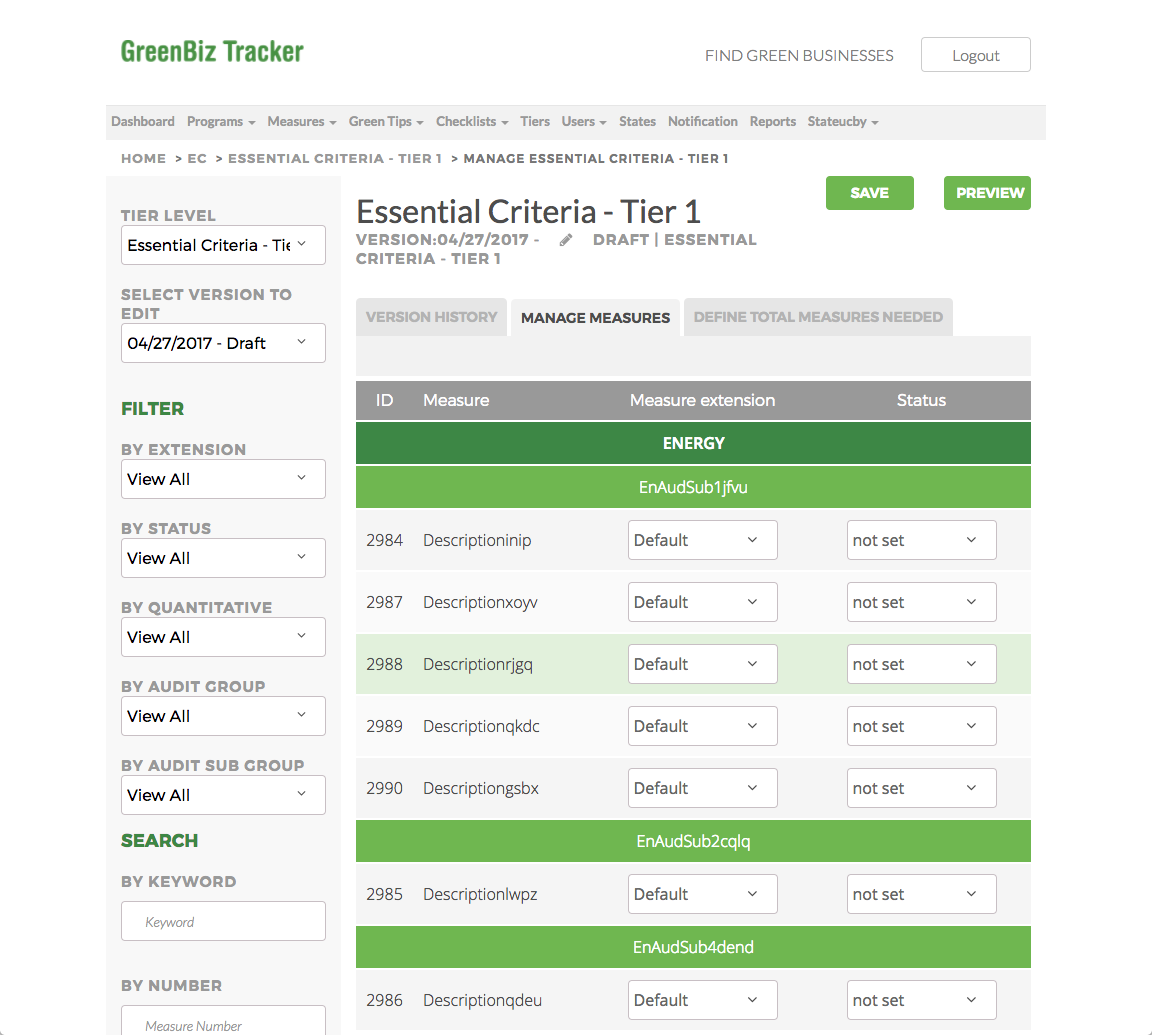 GreenBiz Tracker
FIND GREEN BUSINESSES
Logout
Dashboard Programs Measures Green Tips Checklists Tiers Users States Notification Reports Stateucby
HOME > EC > ESSENTIAL CRITERIA - TIER 1 > MANAGE ESSENTIAL CRITERIA - TIER 1
TIER LEVEL
Essential Criteria - Tie
SELECT VERSION TO
EDIT
04/27/2017 - Draft
FILTER
BY EXTENSION
View All
BY STATUS
View All
BY QUANTITATIVE
View All
BY AUDIT GROUP
View All
BY AUDIT SUB GROUP
View All
SEARCH
BY KEYWORD
Keyword
BY NUMBER
Measure Number
Essential Criteria - Tier 1
SAVE
PREVIEW
VERSION:04/27/2017 - DRAFT | ESSENTIAL
CRITERIA - TIER 1
VERSION HISTORY
MANAGE MEASURES
DEFINE TOTAL MEASURES NEEDED
ID Measure Measure extension Status
ENERGY
EnAudSub1jfvu
2984 Descriptioninip Default not set
2987 Descriptionxoyv Default not set
2988 Descriptionrjgq Default not set
2989 Descriptionqkdc Default not set
2990 Descriptiongsbx Default not set
EnAudSub2cqlq
2985 Descriptionlwpz Default not set
EnAudSub4dend
2986 Descriptionqdeu Default not set